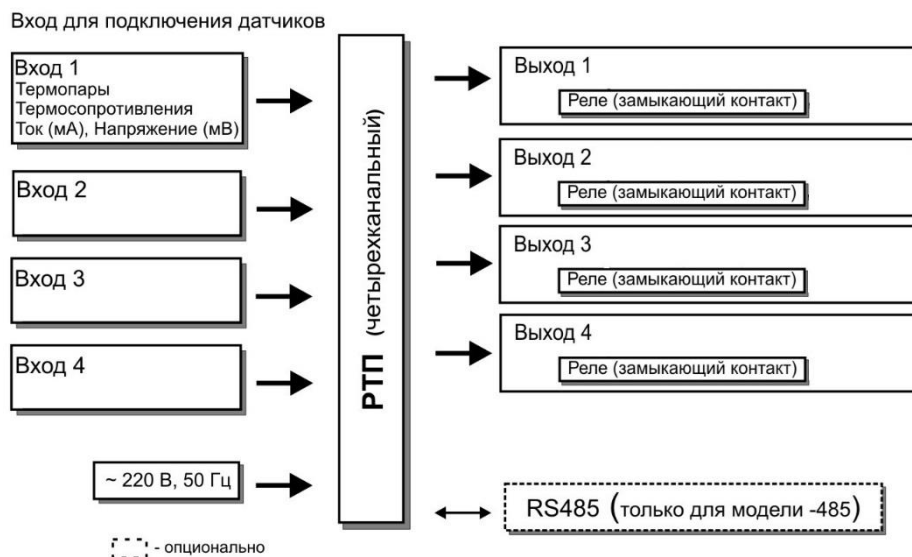 Вход для подключения датчиков
Вход 1
Термопары
Термосопротивления
Ток (мА), Напряжение (мВ)
Вход 2
Вход 3
Вход 4
~ 220 В, 50 Гц
- опционально
РТП (четырехканальный)
Выход 1
Реле (замыкающий контакт)
Выход 2
Реле (замыкающий контакт)
Выход 3
Реле (замыкающий контакт)
Выход 4
Реле (замыкающий контакт)
RS485 (только для модели -485)